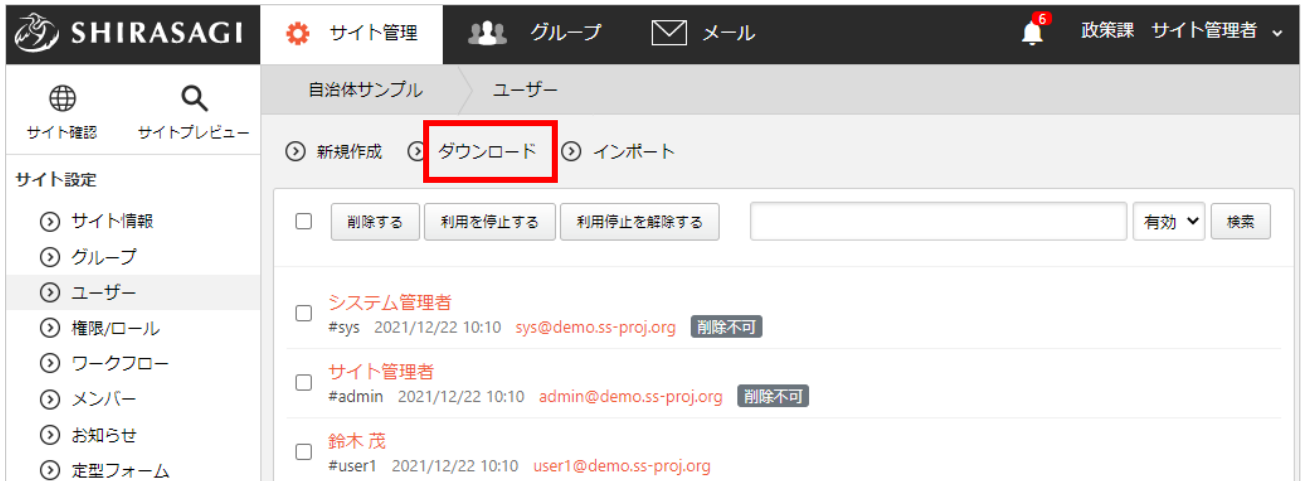 SHIRASAGI サイト管理 グループ メール 6 政策課 サイト管理者
サイト確認 サイトプレビュー
自治体サンプル ユーザー
新規作成 ダウンロード インポート
サイト設定
サイト情報
グループ
ユーザー
権限/ロール
ワークフロー
メンバー
お知らせ
定型フォーム
削除する 利用を停止する 利用停止を解除する 有効 検索
システム管理者
#sys 2021/12/22 10:10 sys@demo.ss-proj.org 削除不可
サイト管理者
#admin 2021/12/22 10:10 admin@demo.ss-proj.org 削除不可
鈴木 茂
#user1 2021/12/22 10:10 user1@demo.ss-proj.org